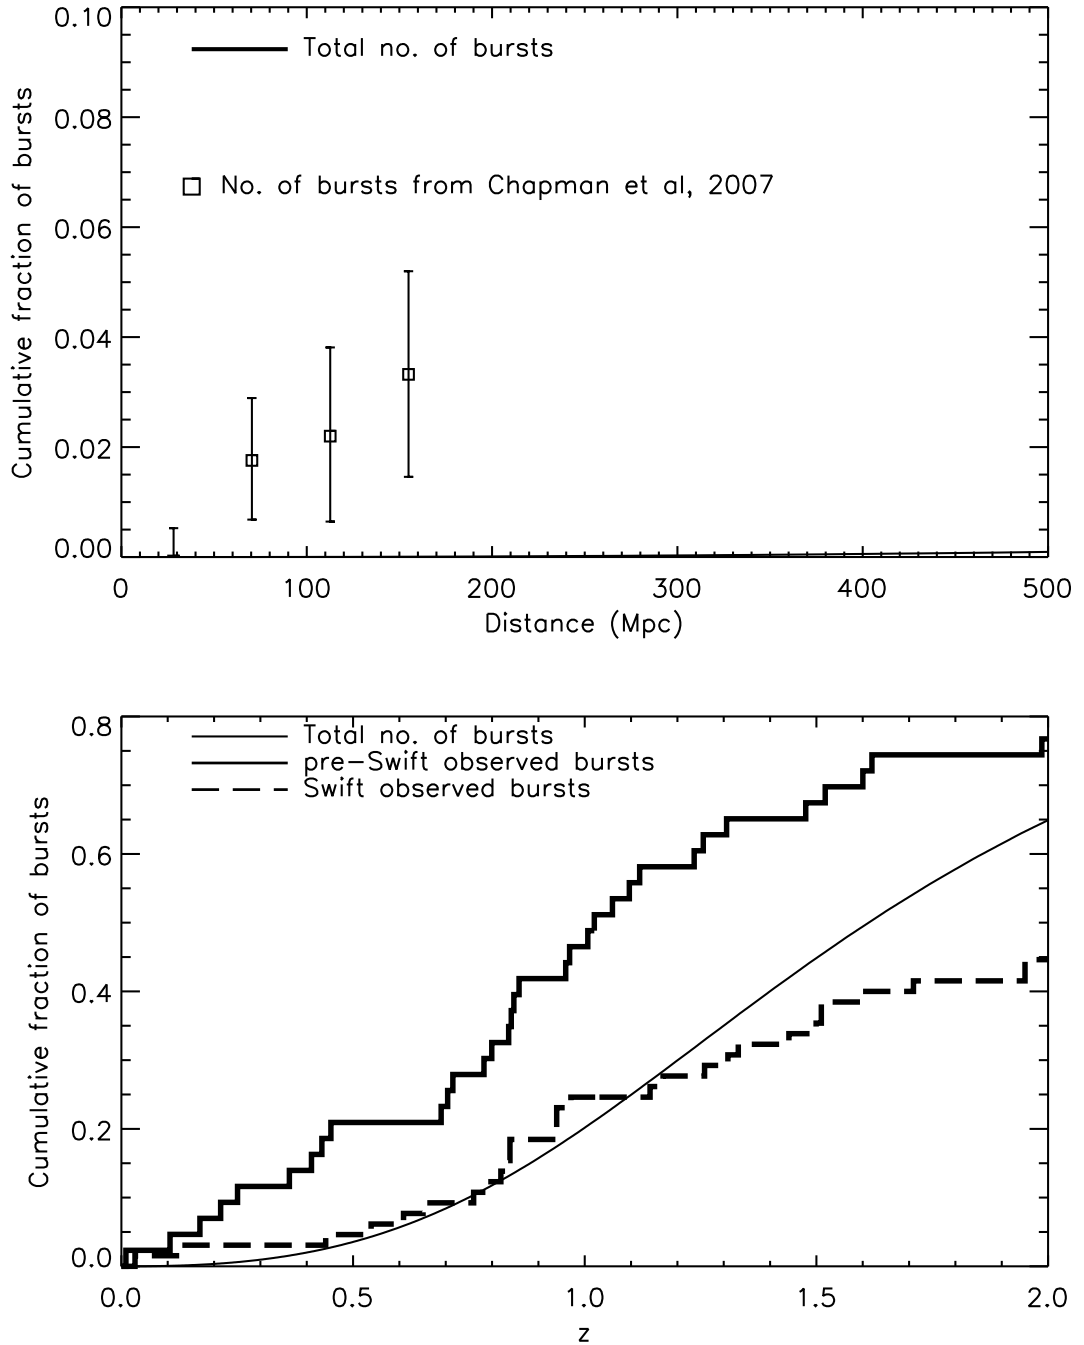 0.10
Total no. of bursts
0.08
No. of bursts from Chapman et al, 2007
0.06
0.04
0.02
0.00
Cumulative fraction of bursts
0 100 200 300 400 500
Distance (Mpc)
0.8
Total no. of bursts
pre-Swift observed bursts
Swift observed bursts
0.6
0.4
0.2
0.0
Cumulative fraction of bursts
0.0 0.5 1.0 1.5 2.0
z